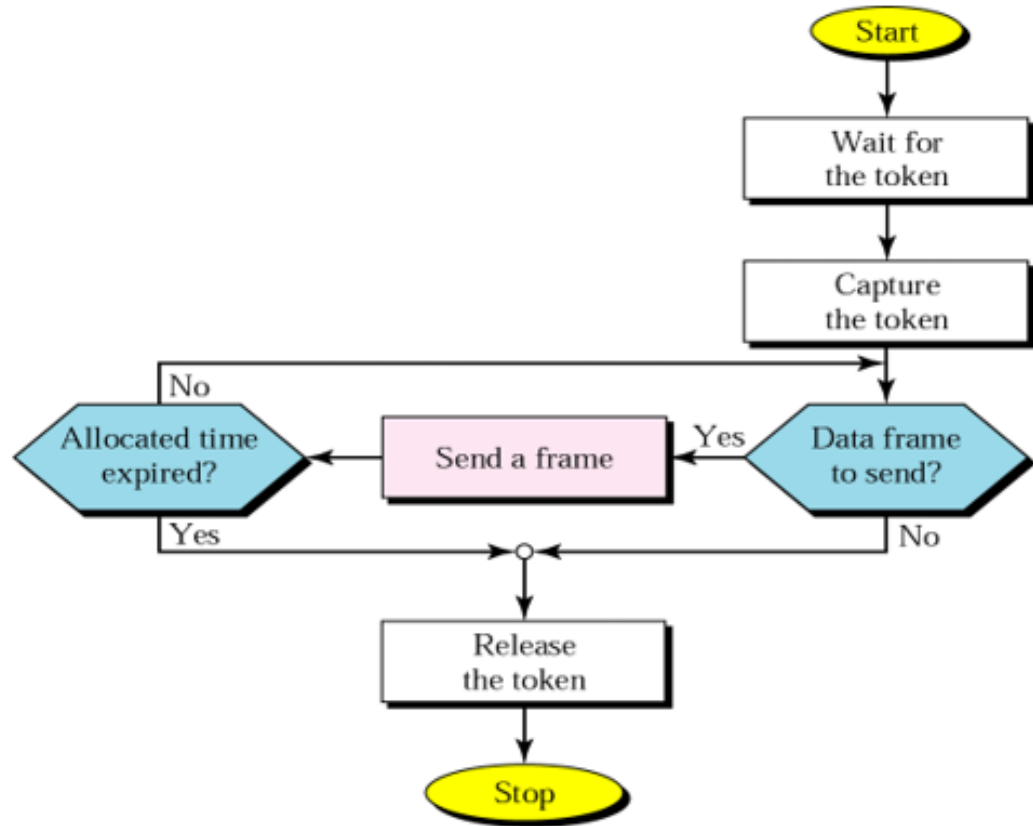 Start
Wait for
the token
Capture
the token
No
Allocated time
expired?
Send a frame
Yes
Data frame
to send?
Yes
No
Release
the token
Stop